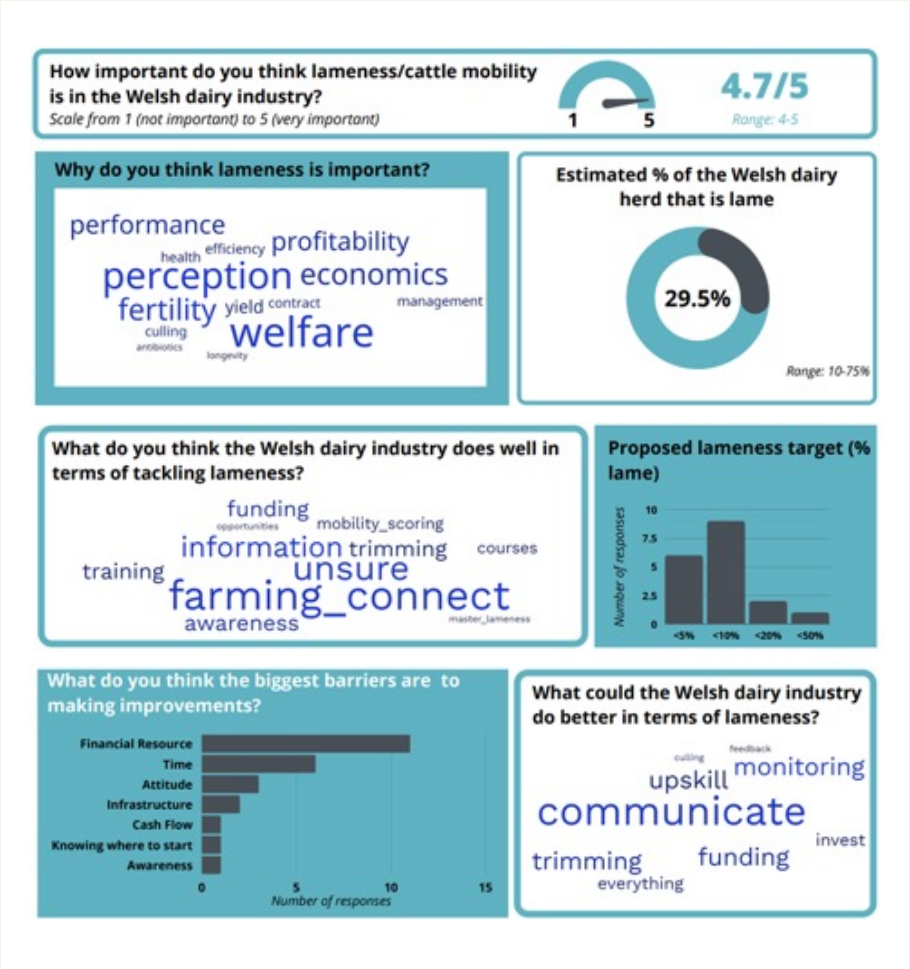 How important do you think lameness/cattle mobility
is in the Welsh dairy industry?
Scale from 1 (not important) to 5 (very important)
1
5
4.7/5
Range: 4-5
Why do you think lameness is important?
performance
profitability
efficiency
health
perception
economics
fertility
yield
contract
management
culling
welfare
antibiotics
longevity
Estimated % of the Welsh dairy
herd that is lame
29.5%
Range: 10-75%
What do you think the Welsh dairy industry does well in
terms of tackling lameness?
funding
opportunities
mobility_scoring
information
trimming
courses
training
unsure
farming_connect
awareness
master_lameness
Proposed lameness target (%
lame)
Number of responses
10
7.5
5
2.5
0
<5%
<10%
<20%
<50%
What do you think the biggest barriers are to
making improvements?
Financial Resource
Time
Attitude
Infrastructure
Cash Flow
Knowing where to start
Awareness
0
5
10
15
Number of responses
What could the Welsh dairy industry
do better in terms of lameness?
feedback
culling
monitoring
upskill
communicate
invest
trimming
funding
everything